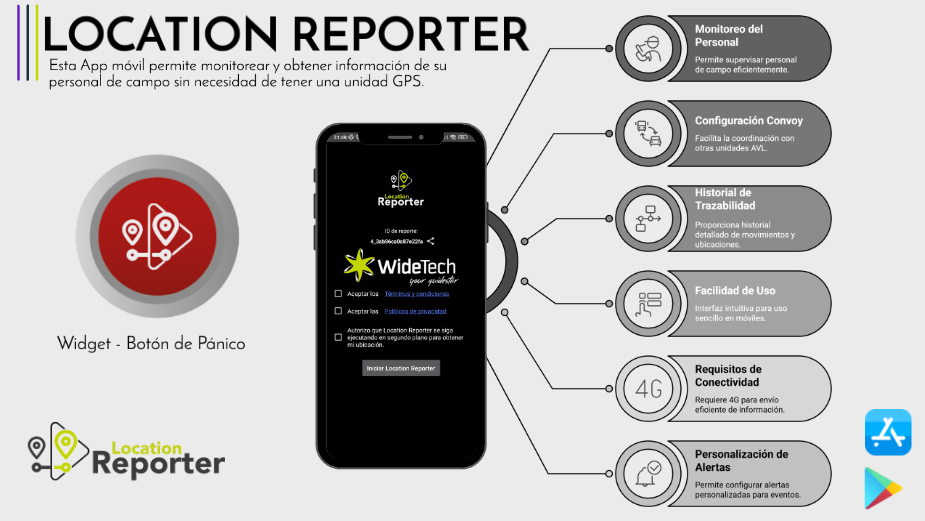 LOCATION REPORTER
Esta App móvil permite monitorear y obtener información de su
personal de campo sin necesidad de tener una unidad GPS.
Widget - Botón de Pánico
Location
Reporter
21:48
Location
Reporter
ID de reporte:
4_3ab86ca0a87e22fa
WideTech
your guidestar
Aceptar los Términos y condiciones
Aceptar las Políticas de privacidad
Autorizo que Location Reporter se siga
ejecutando en segundo plano para obtener
mi ubicación.
Iniciar Location Reporter
Monitoreo del
Personal
Permite supervisar personal
de campo eficientemente.
Configuración Convoy
Facilita la coordinación con
otras unidades AVL.
Historial de
Trazabilidad
Proporciona historial
detallado de movimientos y
ubicaciones.
Facilidad de Uso
Interfaz intuitiva para uso
sencillo en móviles.
4G
Requisitos de
Conectividad
Requiere 4G para envío
eficiente de información.
Personalización de
Alertas
Permite configurar alertas
personalizadas para eventos.